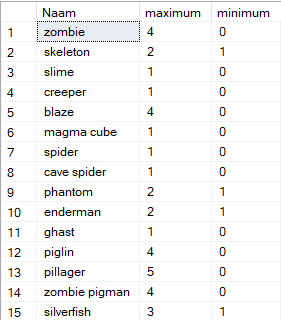 Naam maximum minimum
1 zombie 4 0
2 skeleton 2 1
3 slime 1 0
4 creeper 1 0
5 blaze 4 0
6 magma cube 1 0
7 spider 1 0
8 cave spider 1 0
9 phantom 2 1
10 enderman 2 1
11 ghast 1 0
12 piglin 4 0
13 pillager 5 0
14 zombie pigman 4 0
15 silverfish 3 1